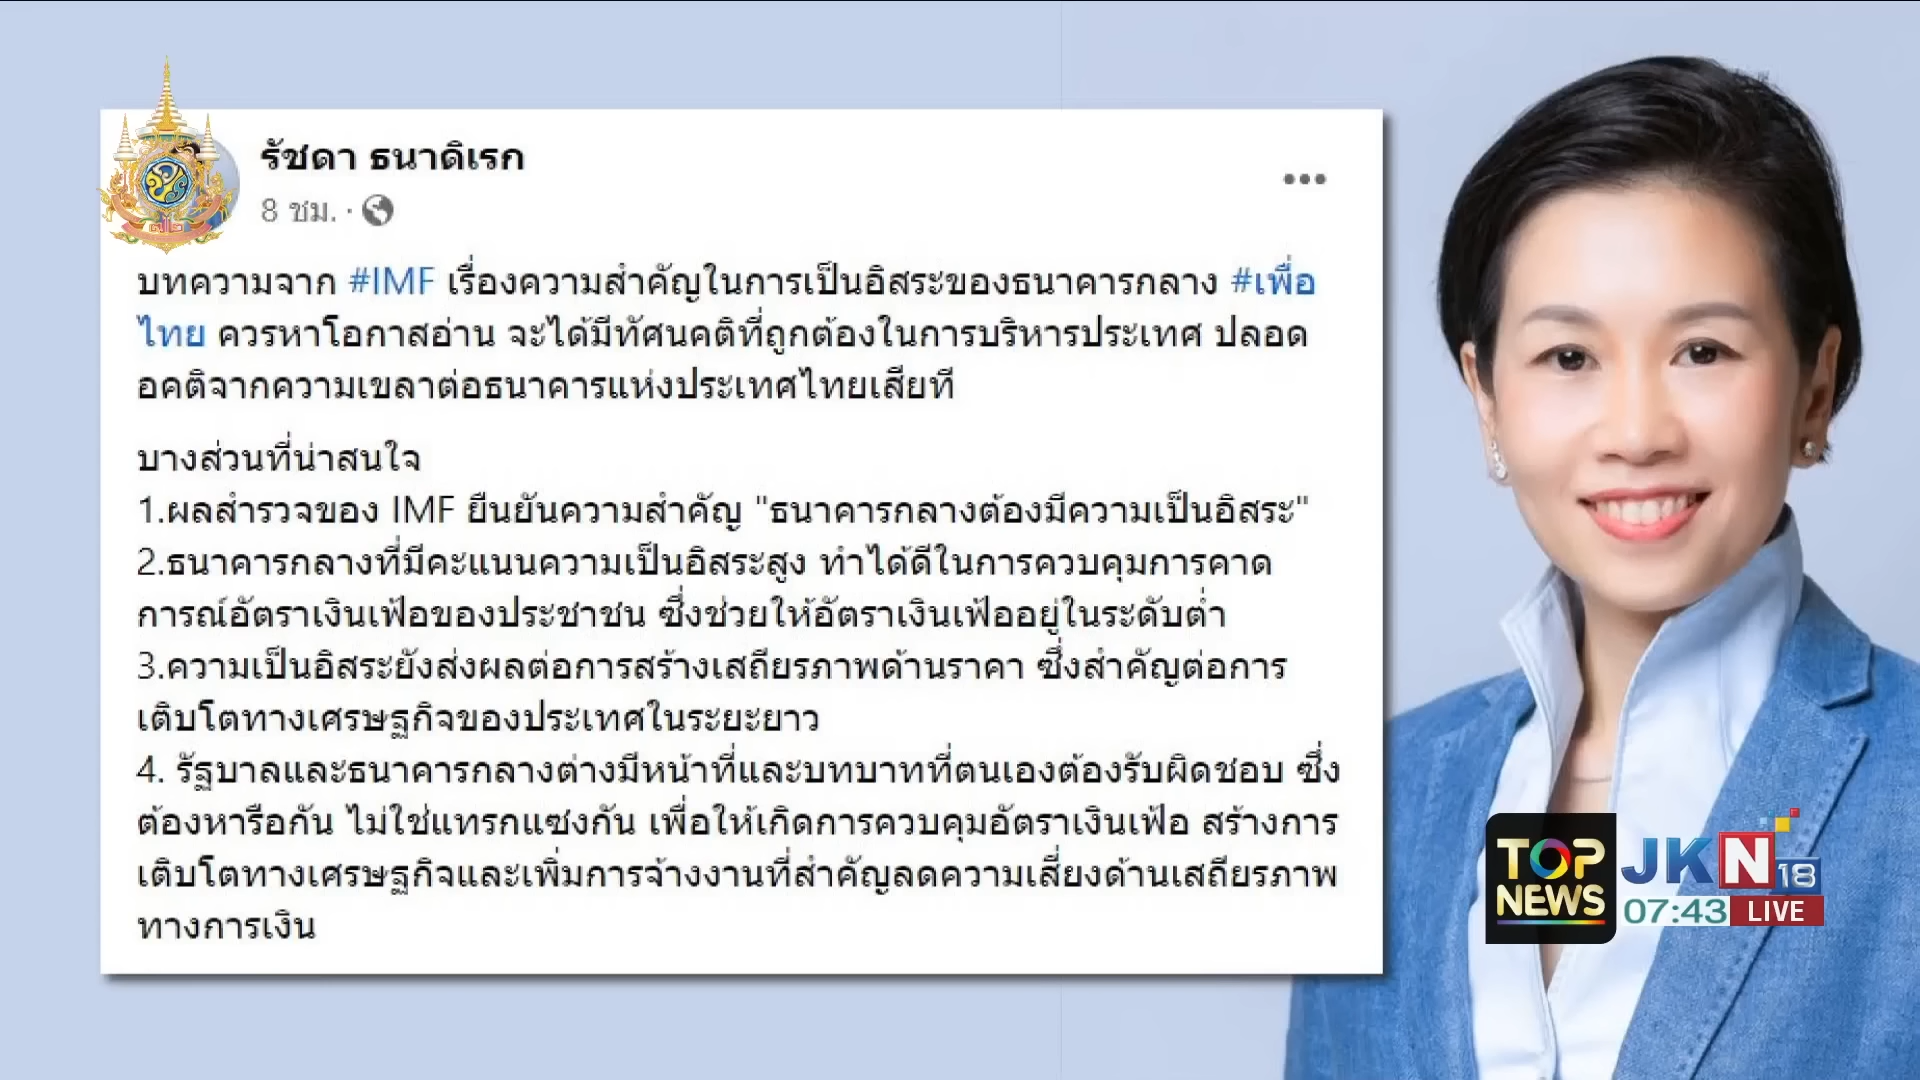 รัชดา ธนาดิเรก
8 ชม. ·
บทความจาก #IMF เรื่องความสำคัญในการเป็นอิสระของธนาคารกลาง #เพื่อ
ไทย ควรหาโอกาสอ่าน จะได้มีทัศนคติที่ถูกต้องในการบริหารประเทศ ปลอด
อคติจากความเขลาต่อธนาคารแห่งประเทศไทยเสียที
บางส่วนที่น่าสนใจ
1.ผลสำรวจของ IMF ยืนยันความสำคัญ "ธนาคารกลางต้องมีความเป็นอิสระ"
2.ธนาคารกลางที่มีคะแนนความเป็นอิสระสูง ทำได้ดีในการควบคุมการคาด
การณ์อัตราเงินเฟ้อของประชาชน ซึ่งช่วยให้อัตราเงินเฟ้ออยู่ในระดับต่ำ
3.ความเป็นอิสระยังส่งผลต่อการสร้างเสถียรภาพด้านราคา ซึ่งสำคัญต่อการ
เติบโตทางเศรษฐกิจของประเทศในระยะยาว
4. รัฐบาลและธนาคารกลางต่างมีหน้าที่และบทบาทที่ตนเองต้องรับผิดชอบ ซึ่ง
ต้องหารือกัน ไม่ใช่แทรกแซงกัน เพื่อให้เกิดการควบคุมอัตราเงินเฟ้อ สร้างการ
เติบโตทางเศรษฐกิจและเพิ่มการจ้างงานที่สำคัญลดความเสี่ยงด้านเสถียรภาพ
ทางการเงิน
TOP NEWS
JKN 18
07:43 LIVE